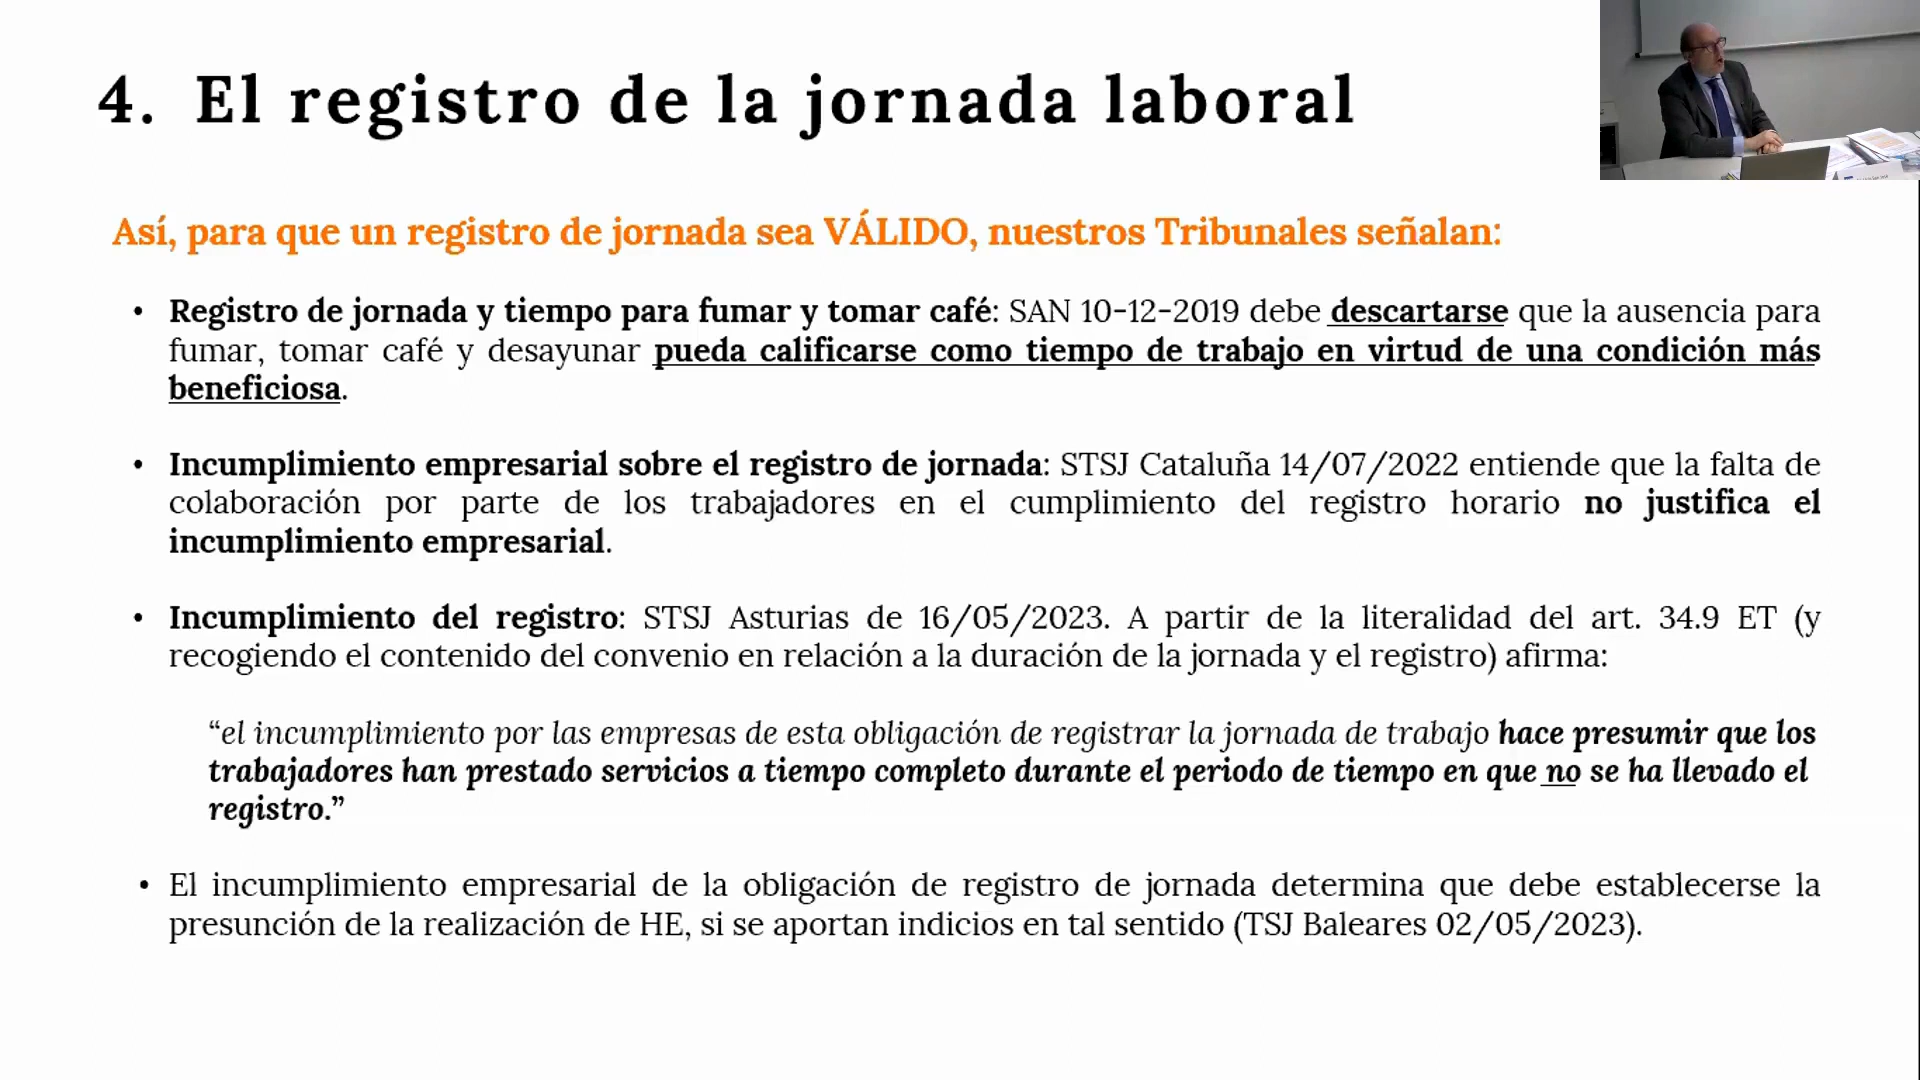 4. El registro de la jornada laboral
Así, para que un registro de jornada sea VÁLIDO, nuestros Tribunales señalan:
• Registro de jornada y tiempo para fumar y tomar café: SAN 10-12-2019 debe descartarse que la ausencia para
fumar, tomar café y desayunar pueda calificarse como tiempo de trabajo en virtud de una condición más
beneficiosa.
• Incumplimiento empresarial sobre el registro de jornada: STSJ Cataluña 14/07/2022 entiende que la falta de
colaboración por parte de los trabajadores en el cumplimiento del registro horario no justifica el
incumplimiento empresarial.
• Incumplimiento del registro: STSJ Asturias de 16/05/2023. A partir de la literalidad del art. 34.9 ET (y
recogiendo el contenido del convenio en relación a la duración de la jornada y el registro) afirma:
“el incumplimiento por las empresas de esta obligación de registrar la jornada de trabajo hace presumir que los
trabajadores han prestado servicios a tiempo completo durante el periodo de tiempo en que no se ha llevado el
registro.”
• El incumplimiento empresarial de la obligación de registro de jornada determina que debe establecerse la
presunción de la realización de HE, si se aportan indicios en tal sentido (TSJ Baleares 02/05/2023).